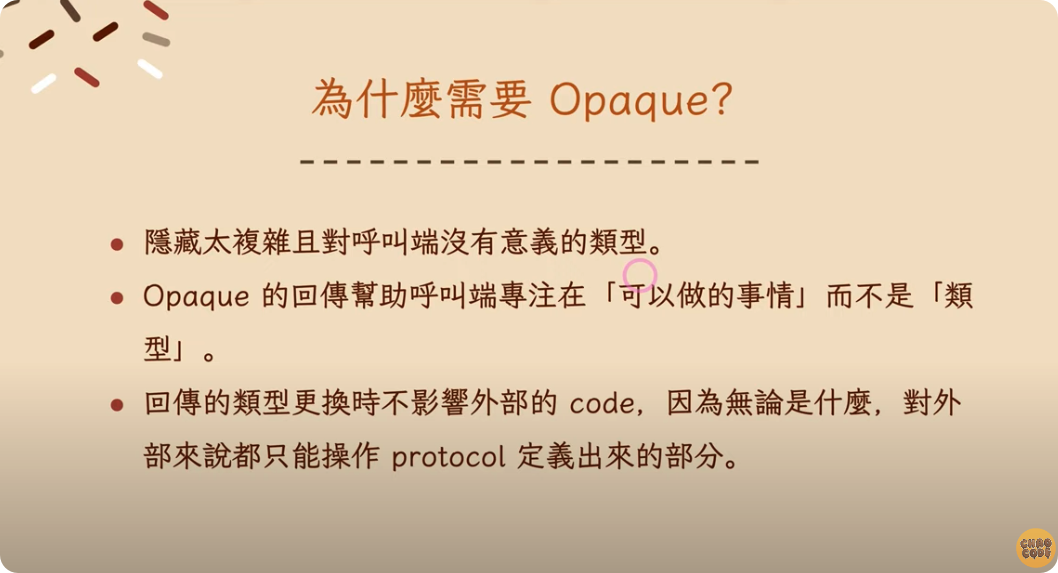 為什麼需要 Opaque?
隱藏太複雜且對呼叫端沒有意義的類型。
Opaque 的回傳幫助呼叫端專注在「可以做的事情」而不是「類
型」。
回傳的類型更換時不影響外部的 code，因為無論是什麼，對外
部來說都只能操作 protocol 定義出來的部分。
CHAO
CODE